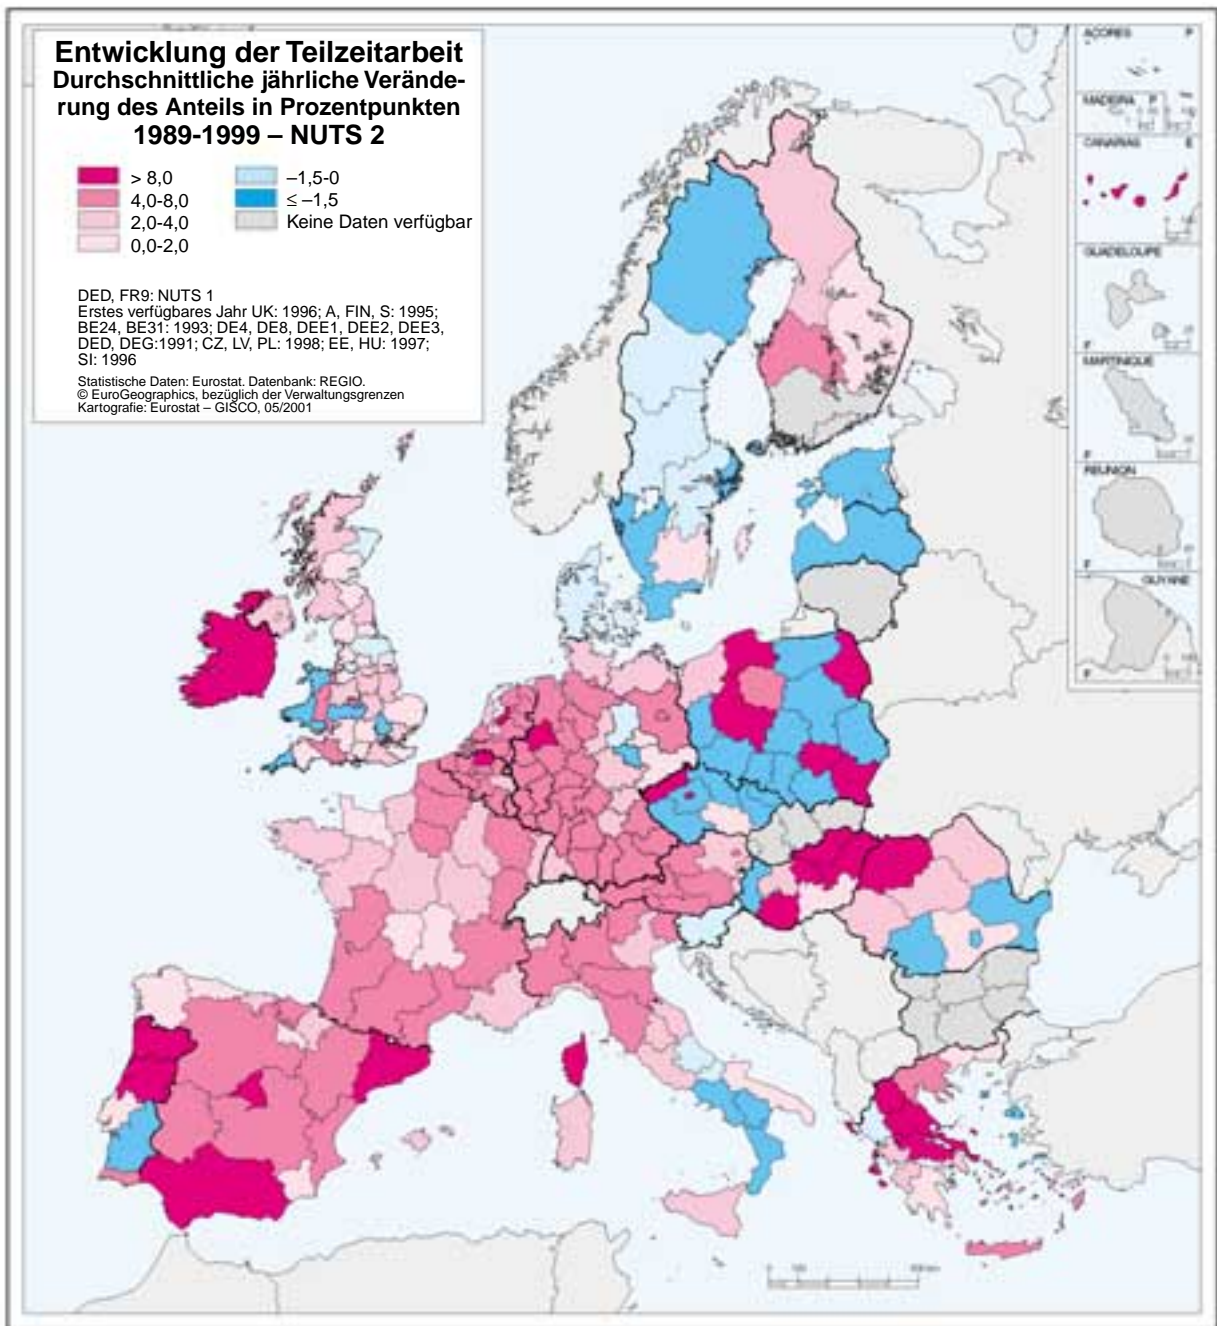 Entwicklung der Teilzeitarbeit
Durchschnittliche jährliche Verände-
rung des Anteils in Prozentpunkten
1989-1999 – NUTS 2
> 8,0
4,0-8,0
2,0-4,0
0,0-2,0
–1,5-0
≤ –1,5
Keine Daten verfügbar
DED, FR9: NUTS 1
Erstes verfügbares Jahr UK: 1996; A, FIN, S: 1995;
BE24, BE31: 1993; DE4, DE8, DEE1, DEE2, DEE3,
DED, DEG:1991; CZ, LV, PL: 1998; EE, HU: 1997;
SI: 1996
Statistische Daten: Eurostat. Datenbank: REGIO.
© EuroGeographics, bezüglich der Verwaltungsgrenzen
Kartografie: Eurostat – GISCO, 05/2001
AÇORES P
MADEIRA P
CANARIAS E
GUADELOUPE
F
MARTINIQUE
F
REUNION
F
GUYANE
F